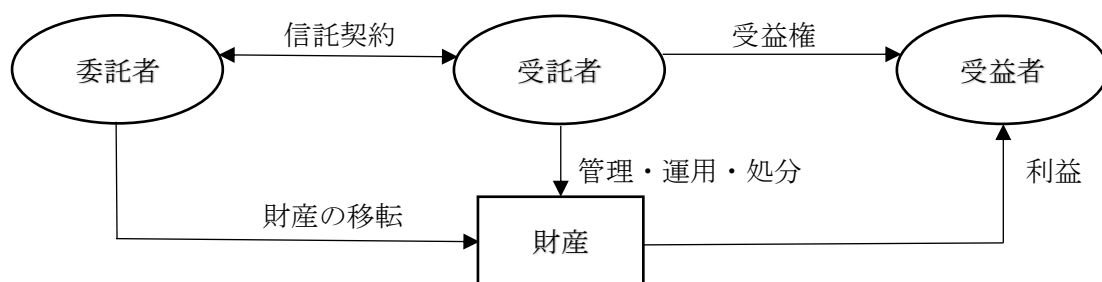 信託契約
受益権
委託者
受託者
受益者
管理・運用・処分
利益
財産の移転
財産